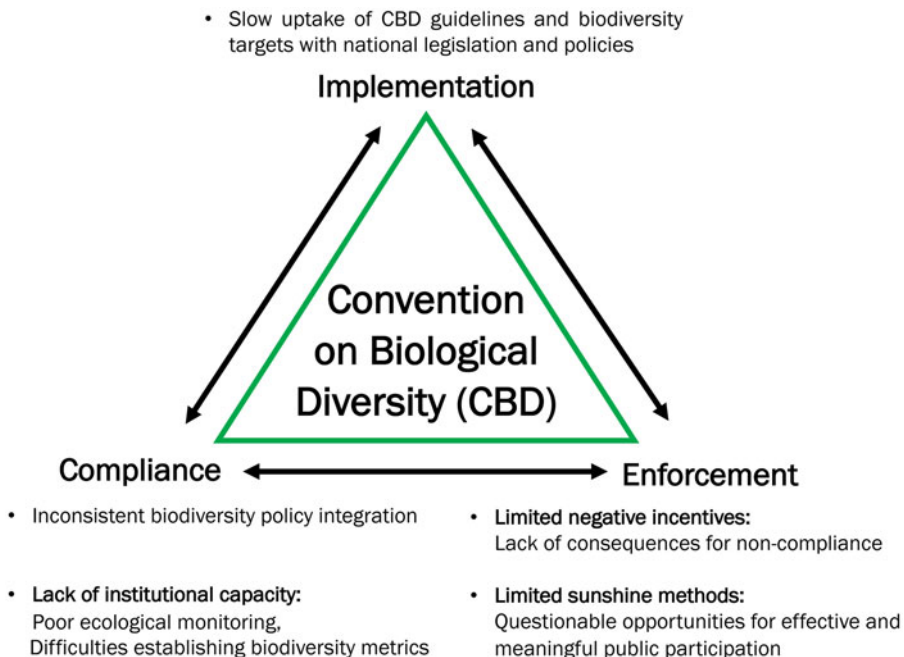 • Slow uptake of CBD guidelines and biodiversity
targets with national legislation and policies
Implementation
Convention
on Biological
Diversity (CBD)
Compliance
Enforcement
• Inconsistent biodiversity policy integration
• Lack of institutional capacity:
Poor ecological monitoring,
Difficulties establishing biodiversity metrics
• Limited negative incentives:
Lack of consequences for non-compliance
• Limited sunshine methods:
Questionable opportunities for effective and
meaningful public participation